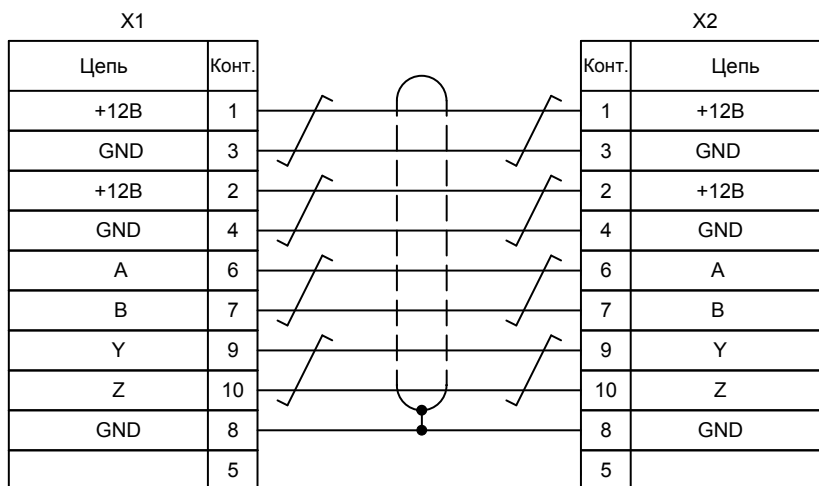 X1 X2
Цепь Конт. Конт. Цепь
+12В 1 1 +12В
GND 3 3 GND
+12В 2 2 +12В
GND 4 4 GND
A 6 6 A
B 7 7 B
Y 9 9 Y
Z 10 10 Z
GND 8 8 GND
5 5